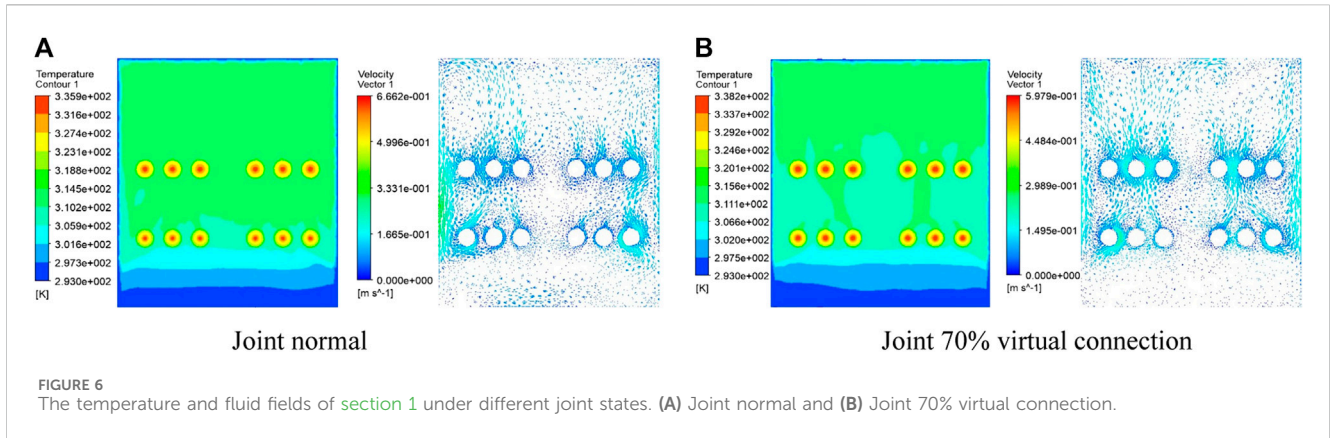 A
Temperature
Contour 1
3.359e+002
3.316e+002
3.274e+002
3.231e+002
3.188e+002
3.145e+002
3.102e+002
3.059e+002
3.016e+002
2.973e+002
2.930e+002
[K]
Velocity
Vector 1
6.662e-001
4.996e-001
3.331e-001
1.665e-001
0.000e+000
[m s^-1]
Joint normal
B
Temperature
Contour 1
3.382e+002
3.337e+002
3.292e+002
3.246e+002
3.201e+002
3.156e+002
3.111e+002
3.066e+002
3.020e+002
2.975e+002
2.930e+002
[K]
Velocity
Vector 1
5.979e-001
4.484e-001
2.989e-001
1.495e-001
0.000e+000
[m s^-1]
Joint 70% virtual connection
FIGURE 6
The temperature and fluid fields of section 1 under different joint states. (A) Joint normal and (B) Joint 70% virtual connection.